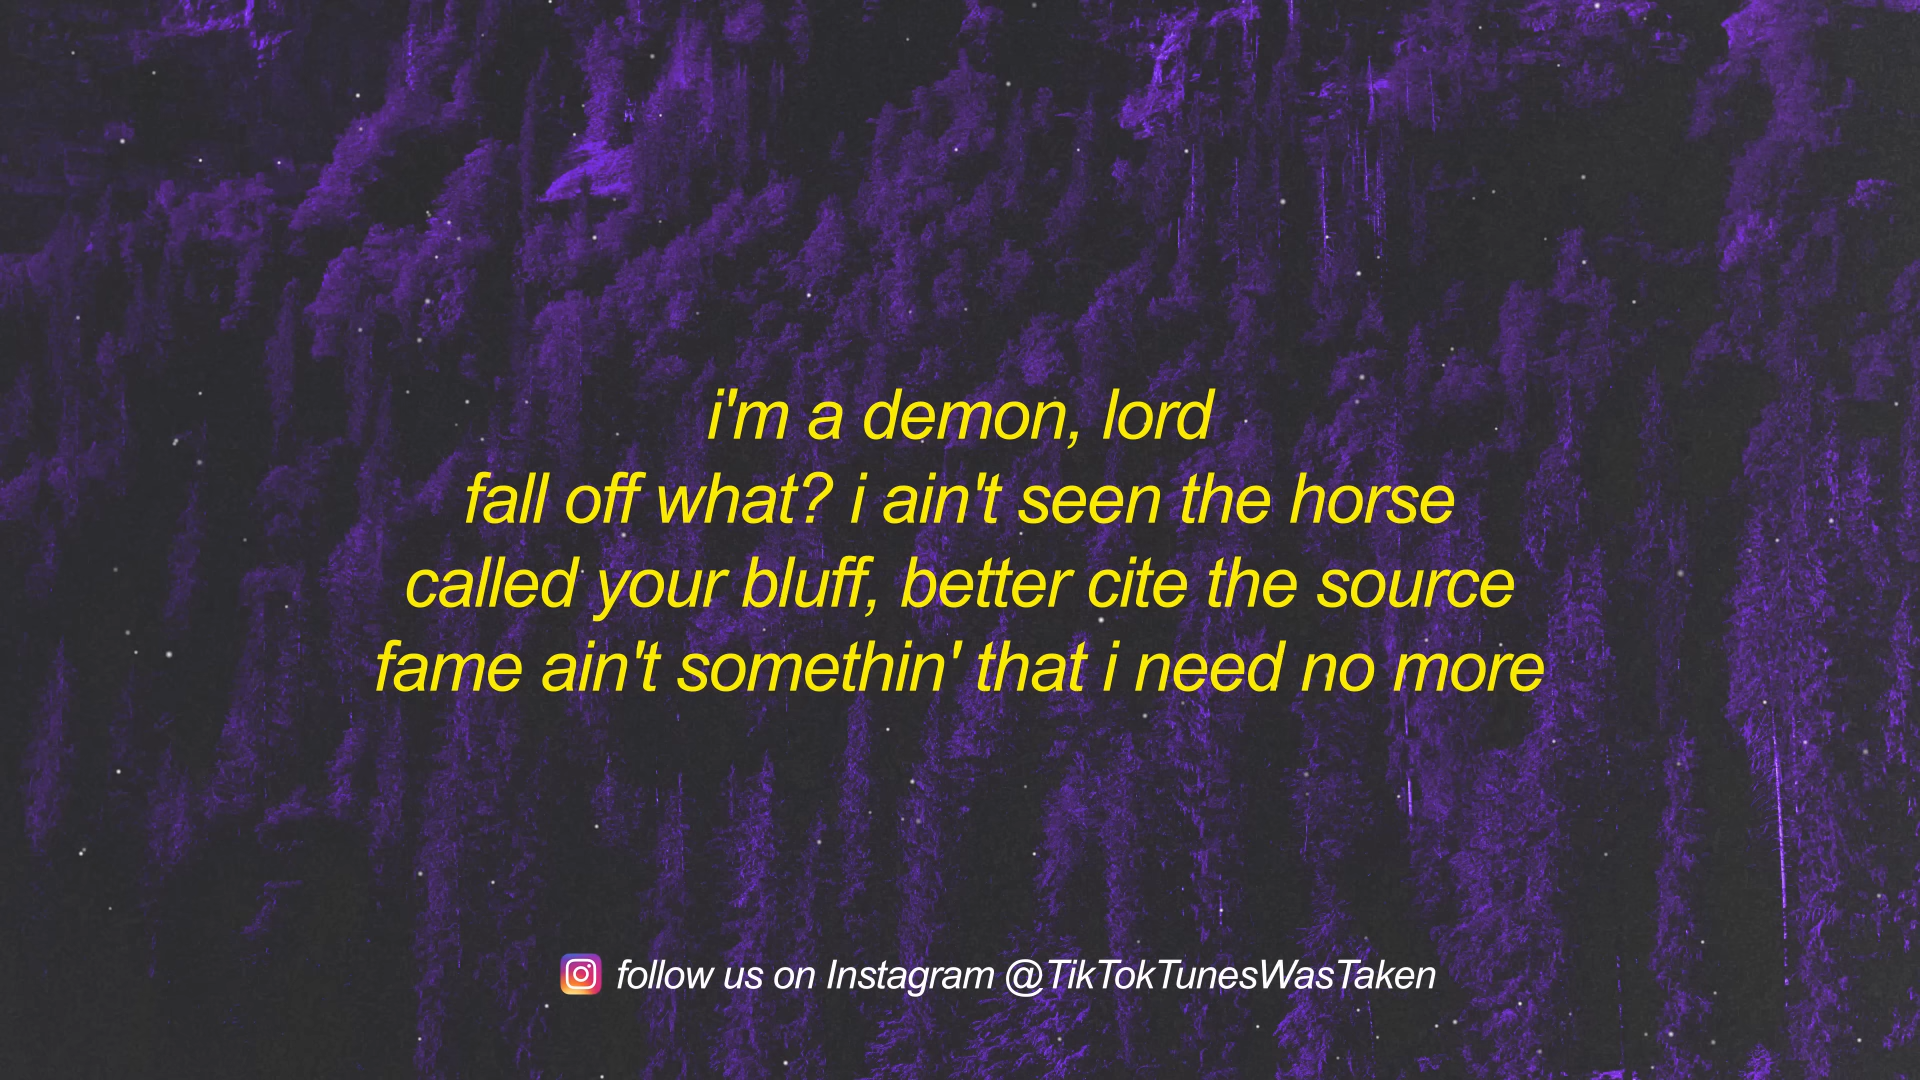 i'm a demon, lord
fall off what? i ain't seen the horse
called your bluff, better cite the source
fame ain't somethin' that i need no more
follow us on Instagram @TikTokTunesWasTaken